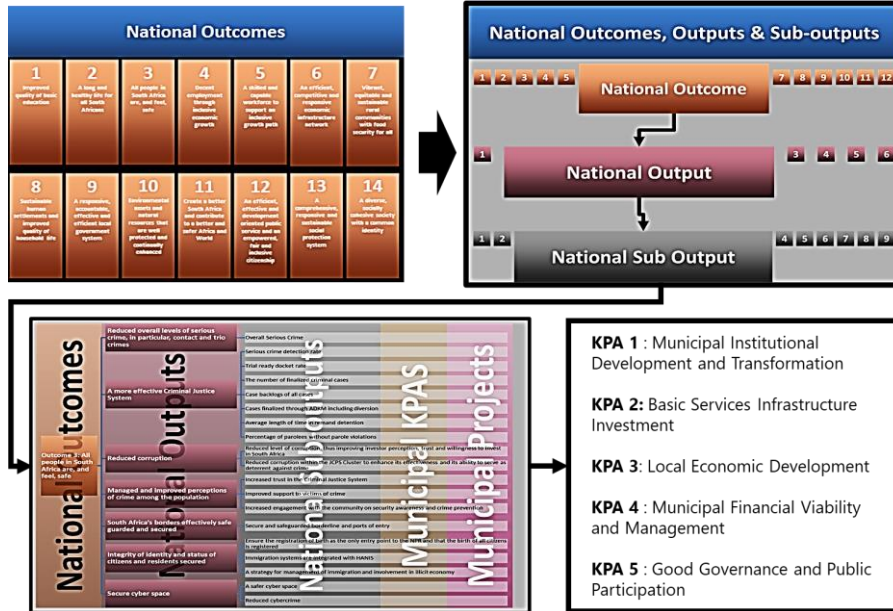 National Outcomes
1
Improved
quality of basic
education
2
A long and
healthy life for
all South
Africans
3
All people in
South Africa
are, and feel,
safe
4
Decent
employment
through
inclusive
economic
growth
5
A skilled and
capable
workforce to
support an
inclusive
growth path
6
An efficient,
competitive and
responsive
economic
infrastructure
network
7
Vibrant,
equitable and
sustainable
rural
communities
with food
security for all
8
Sustainable
human
settlements and
improved
quality of
household life
9
A responsive,
accountable,
effective and
efficient local
government
system
10
Environmental
assets and
natural
resources that
are well
protected and
continually
enhanced
11
Create a better
South Africa
and contribute
to a better and
safer Africa and
World
12
An efficient,
effective and
development
oriented public
service and an
empowered,
fair and
inclusive
citizenship
13
A
comprehensive,
responsive and
sustainable
social
protection
system
14
A diverse,
socially
cohesive society
with a common
identity
National Outcomes, Outputs & Sub-outputs
1 2 3 4 5
National Outcome
7 8 9 10 11 12
1
National Output
3 4 5 6
1 2
National Sub Output
4 5 6 7 8 9
National Outcomes
National Outputs
National Suboutputs
Municipal KPAS
Municipal Projects
Outcome 3: All
people in South
Africa are, and
feel, safe
Reduced overall levels of serious
crime, in particular, contact and trio
crimes
A more effective Criminal Justice
System
Reduced corruption
Managed and improved perceptions
of crime among the population
South Africa's borders effectively safe
guarded and secured
Integrity of identity and status of
citizens and residents secured
Secure cyber space
Overall Serious Crime
Serious crime detection rate
Trial ready docket rate
The number of finalized criminal cases
Case backlogs of all cases
Cases finalized through ADRM including diversion
Average length of time in remand detention
Percentage of parolees without parole violations
Reduced level of corruption, thus improving investor perception, trust and willingness to invest
in South Africa
Reduced corruption within the JCPS Cluster to enhance its effectiveness and its ability to serve as
deterrent against crime
Increased trust in the Criminal Justice System
Improved support to victims of crime
Increased engagement with the community on security awareness and crime prevention
Secure and safeguarded borderline and ports of entry
Ensure the registration of birth as the only entry point to the NPR and that the birth of all citizens
is registered
Immigration systems are integrated with HANIS
A strategy for management of immigration and involvement in illicit economy
A safer cyber space
Reduced cybercrime
KPA 1 : Municipal Institutional
Development and Transformation
KPA 2: Basic Services Infrastructure
Investment
KPA 3: Local Economic Development
KPA 4 : Municipal Financial Viability
and Management
KPA 5 : Good Governance and Public
Participation